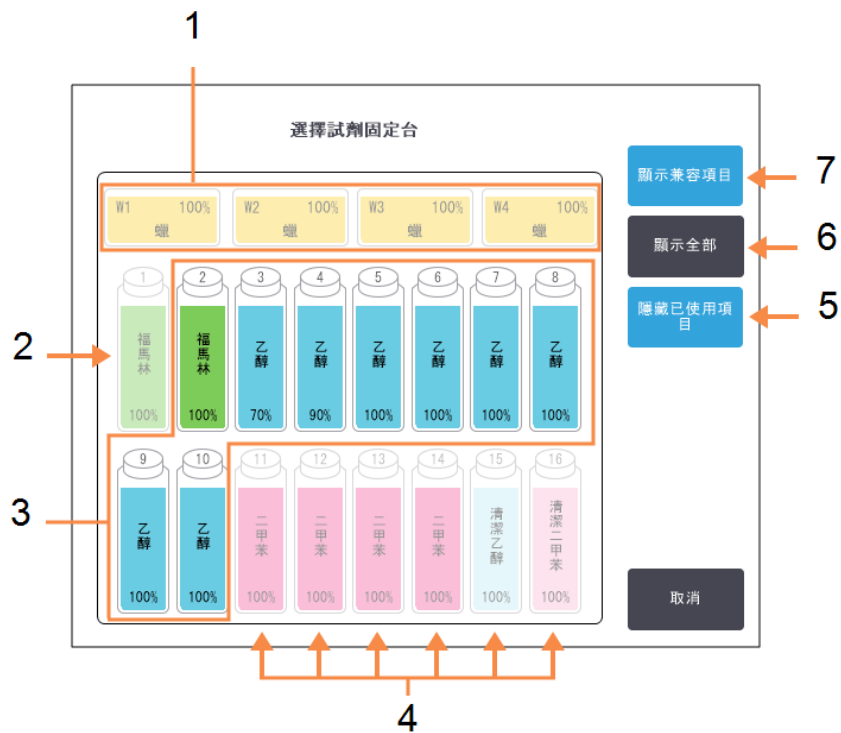 1
選擇試劑固定台
顯示兼容項目
7
W1 100%
蠟
W2 100%
蠟
W3 100%
蠟
W4 100%
蠟
顯示全部
6
隱藏已使用項
目
5
2
1
福馬林
100%
2
福馬林
100%
3
乙醇
70%
4
乙醇
90%
5
乙醇
100%
6
乙醇
100%
7
乙醇
100%
8
乙醇
100%
3
9
乙醇
100%
10
乙醇
100%
11
二甲苯
100%
12
二甲苯
100%
13
二甲苯
100%
14
二甲苯
100%
15
清潔乙醇
100%
16
清潔二甲苯
100%
取消
4